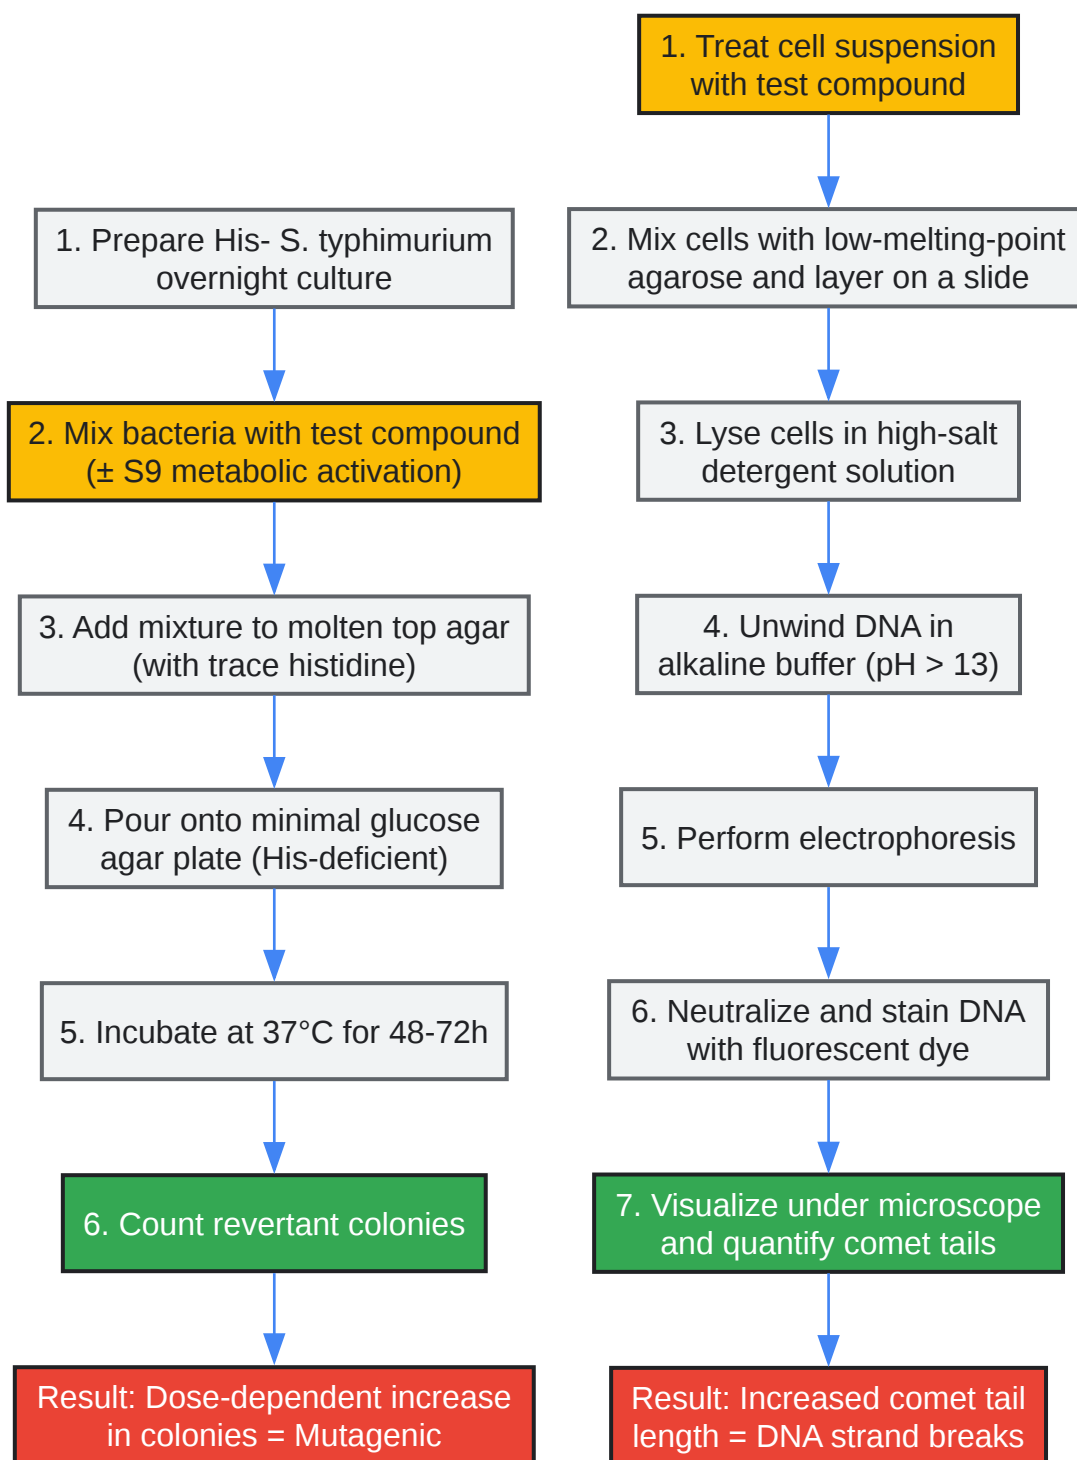 1. Prepare His- S. typhimurium
overnight culture
2. Mix bacteria with test compound
(± S9 metabolic activation)
3. Add mixture to molten top agar
(with trace histidine)
4. Pour onto minimal glucose
agar plate (His-deficient)
5. Incubate at 37°C for 48-72h
6. Count revertant colonies
Result: Dose-dependent increase
in colonies = Mutagenic
1. Treat cell suspension
with test compound
2. Mix cells with low-melting-point
agarose and layer on a slide
3. Lyse cells in high-salt
detergent solution
4. Unwind DNA in
alkaline buffer (pH > 13)
5. Perform electrophoresis
6. Neutralize and stain DNA
with fluorescent dye
7. Visualize under microscope
and quantify comet tails
Result: Increased comet tail
length = DNA strand breaks